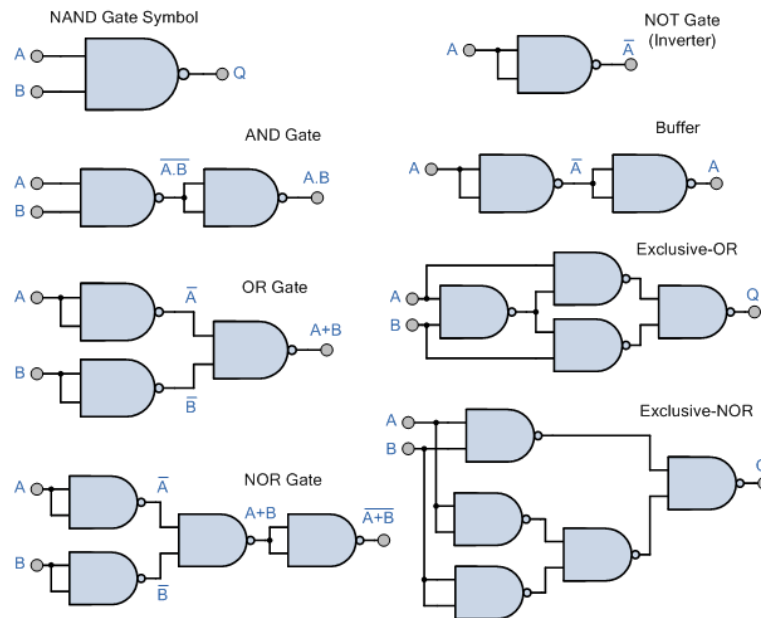 NAND Gate Symbol
A
B
Q
NOT Gate
(Inverter)
A
A̅
AND Gate
A
B
A̅.̅B̅
A.B
Buffer
A
A̅
A
OR Gate
A
A̅
B
B̅
A+B
Exclusive-OR
A
B
Q
NOR Gate
A
A̅
B
B̅
A+B
A̅+̅B̅
Exclusive-NOR
A
B